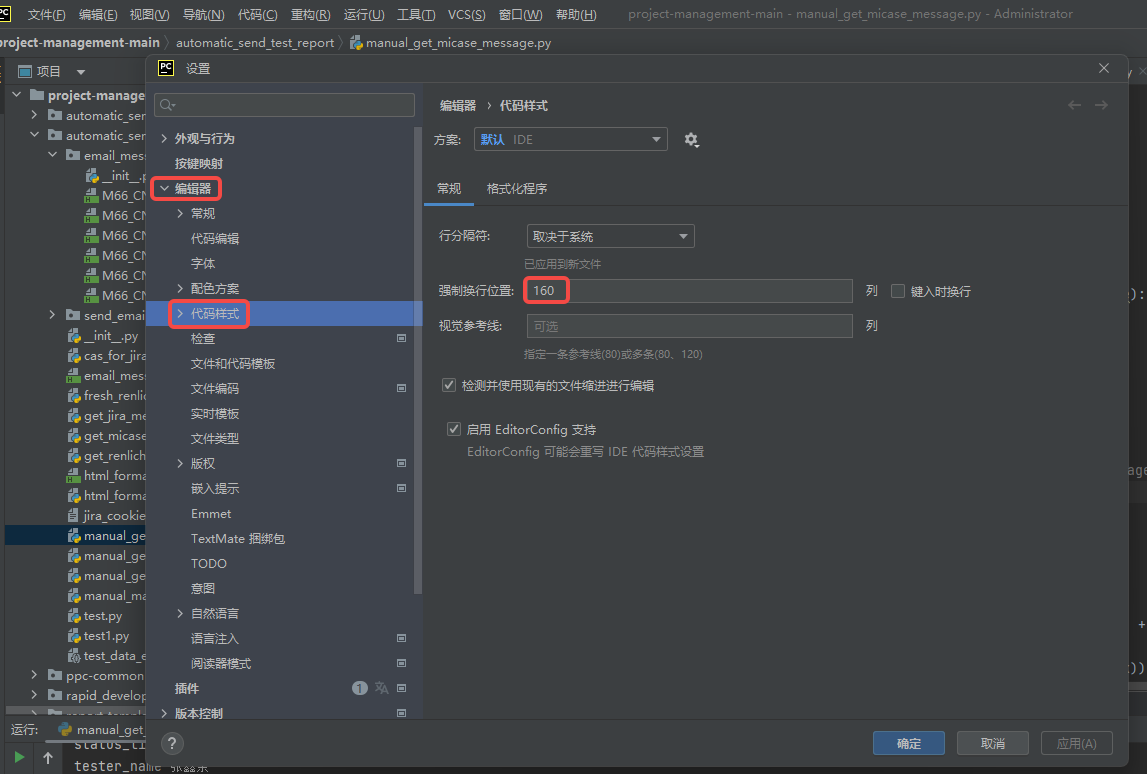 PC 文件(F) 编辑(E) 视图(V) 导航(N) 代码(C) 重构(R) 运行(U) 工具(T) VCS(S) 窗口(W) 帮助(H) project-management-main - manual_get_micase_message.py - Administrator
project-management-main automatic_send_test_report manual_get_micase_message.py
项目
project-manage
automatic_ser
automatic_ser
email_mess
__init__.p
M66_CN
M66_CN
M66_CN
M66_CN
M66_CN
M66_CN
send_emai
__init__.py
cas_for_jira
email_mess
fresh_renlic
get_jira_me
get_micase
get_renlich
html_forma
html_forma
jira_cookie
manual_ge
manual_ge
manual_ge
manual_ma
test.py
test1.py
test_data_e
ppc-common
rapid_develop
运行: manual_get_
tester_name
PC 设置
外观与行为
按键映射
编辑器
常规
代码编辑
字体
配色方案
代码样式
检查
文件和代码模板
文件编码
实时模板
文件类型
版权
嵌入提示
Emmet
TextMate 捆绑包
TODO
意图
自然语言
语言注入
阅读器模式
插件 1
版本控制
?
编辑器 › 代码样式
方案: 默认 IDE
常规 格式化程序
行分隔符: 取决于系统
已应用到新文件
强制换行位置: 160 列 键入时换行
视觉参考线: 可选 列
指定一条参考线(80)或多条(80、120)
检测并使用现有的文件缩进进行编辑
启用 EditorConfig 支持
EditorConfig 可能会重写 IDE 代码样式设置
确定 取消 应用(A)
):
age
+
))